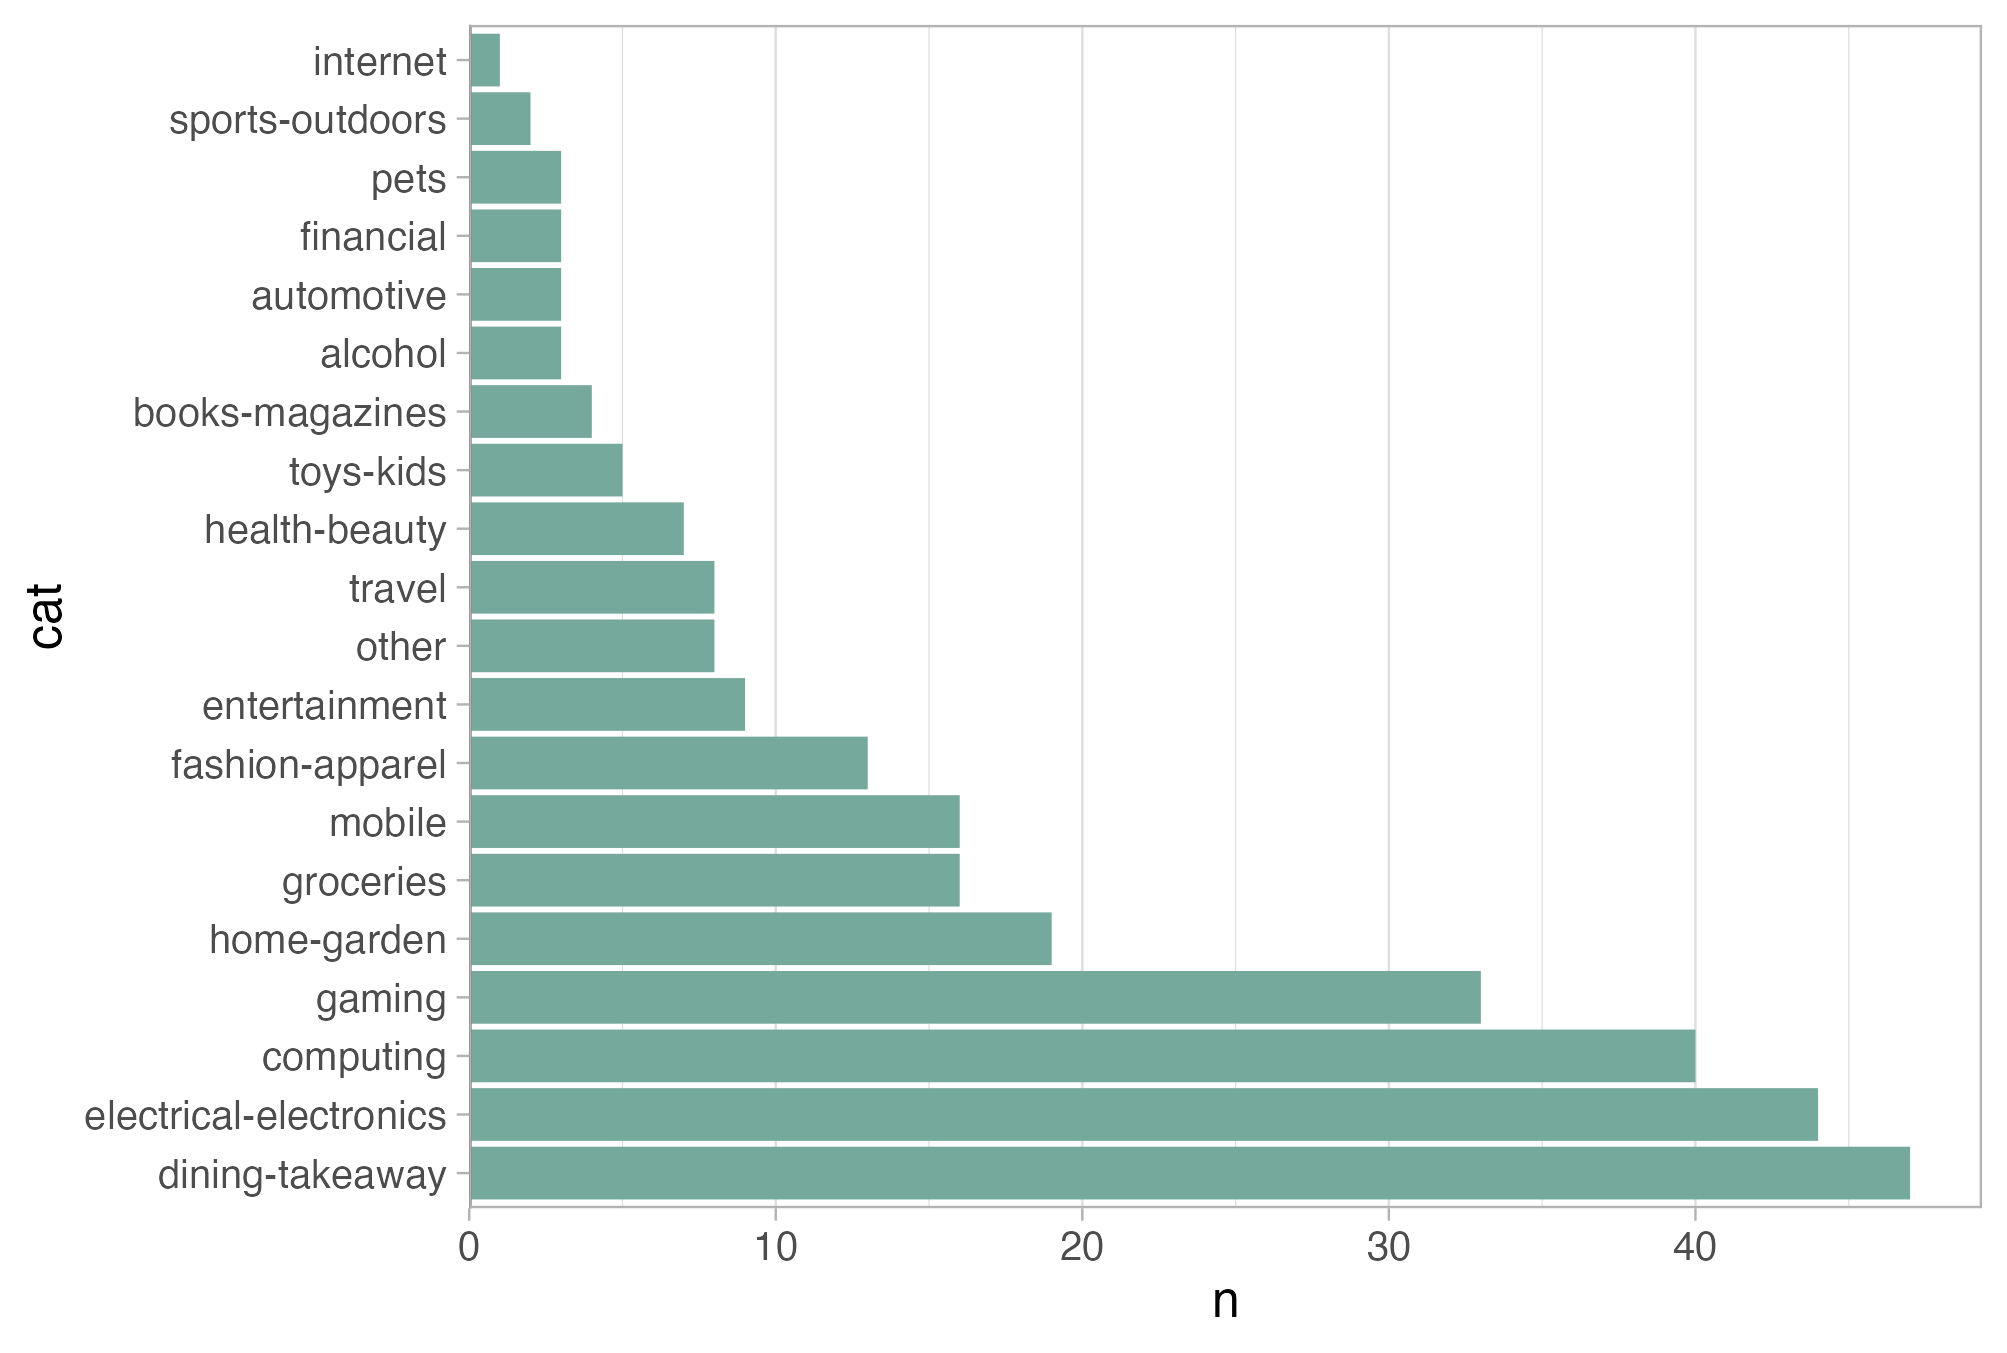 internet
sports-outdoors
pets
financial
automotive
alcohol
books-magazines
toys-kids
health-beauty
travel
other
entertainment
fashion-apparel
mobile
groceries
home-garden
gaming
computing
electrical-electronics
dining-takeaway
cat
0 10 20 30 40
n